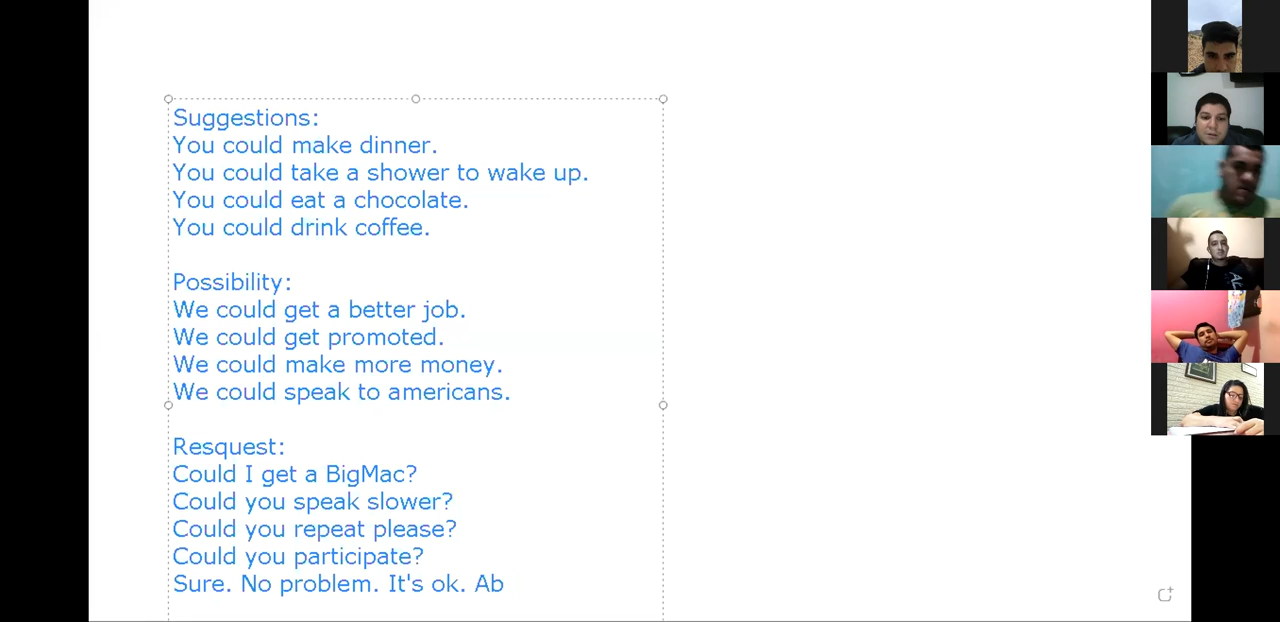 Suggestions:
You could make dinner.
You could take a shower to wake up.
You could eat a chocolate.
You could drink coffee.
Possibility:
We could get a better job.
We could get promoted.
We could make more money.
We could speak to americans.
Resquest:
Could I get a BigMac?
Could you speak slower?
Could you repeat please?
Could you participate?
Sure. No problem. It's ok. Ab